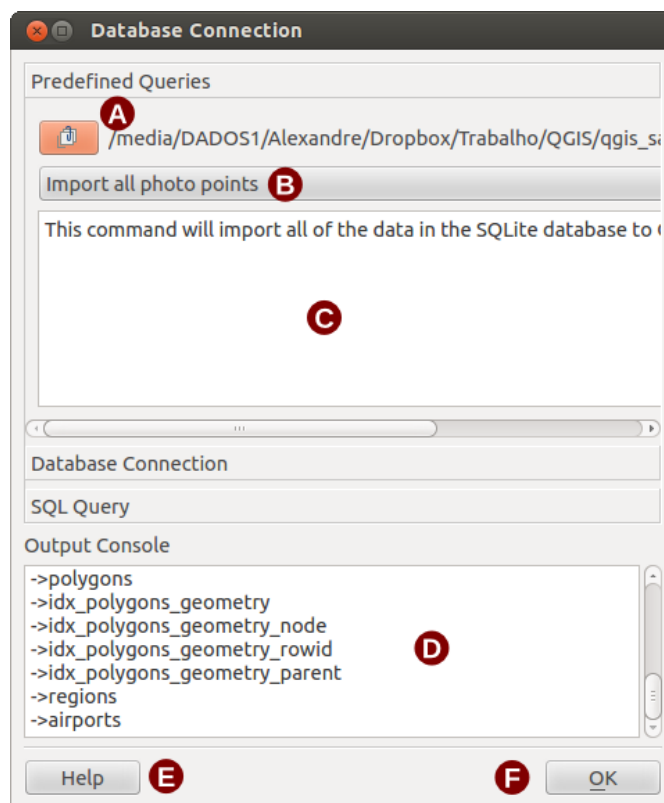 Database Connection
Predefined Queries
A
/media/DADOS1/Alexandre/Dropbox/Trabalho/QGIS/qgis_sa
Import all photo points B
This command will import all of the data in the SQLite database to
C
Database Connection
SQL Query
Output Console
->polygons
->idx_polygons_geometry
->idx_polygons_geometry_node
->idx_polygons_geometry_rowid
->idx_polygons_geometry_parent
->regions
->airports
D
Help E F OK